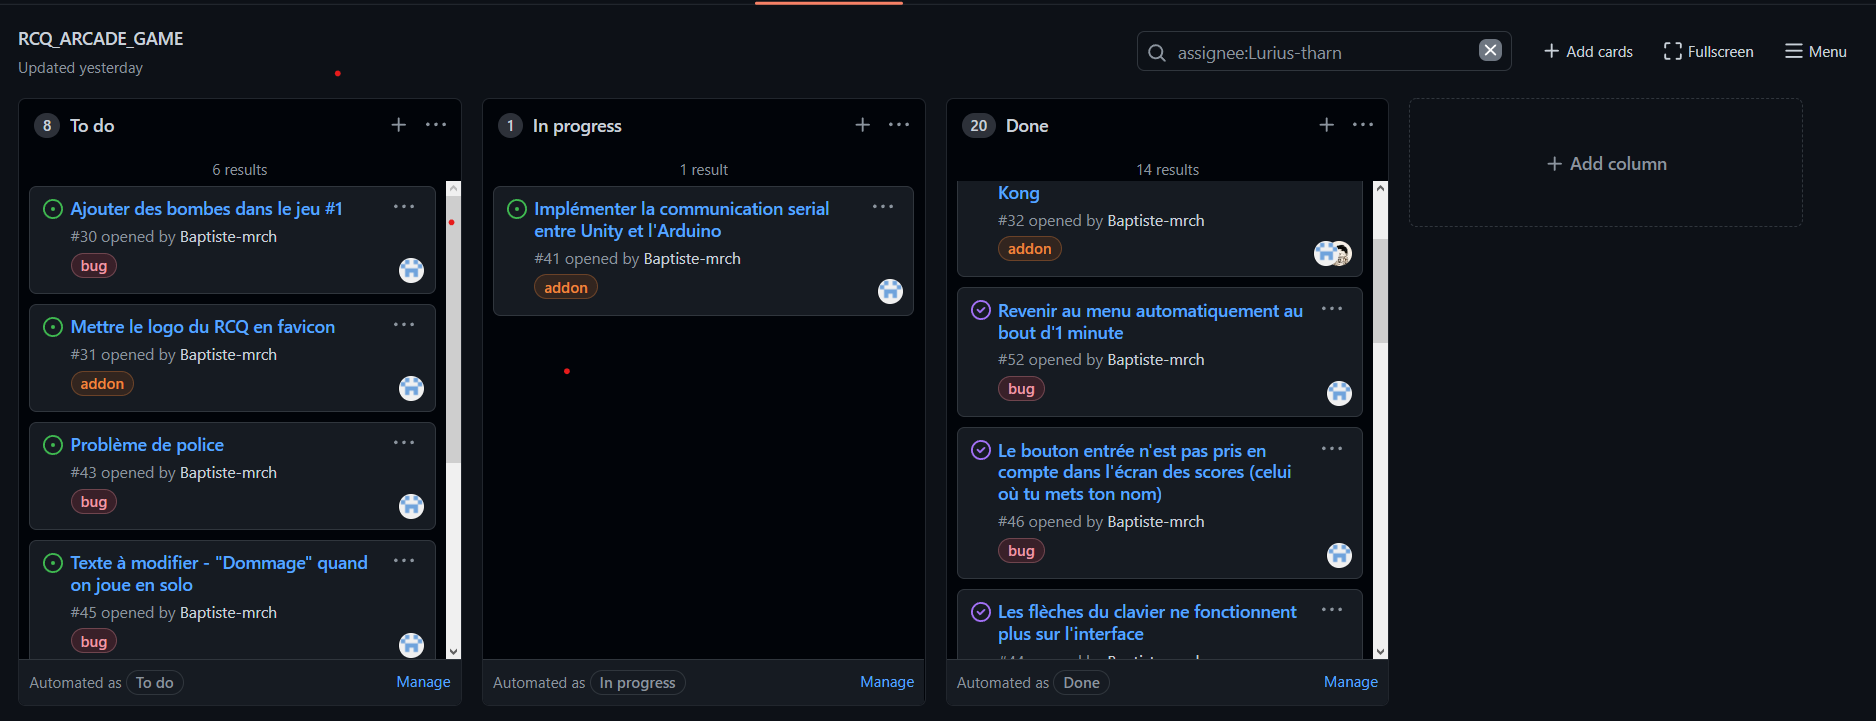 RCQ_ARCADE_GAME
Updated yesterday
assignee:Lurius-tharn
Add cards
Fullscreen
Menu
8 To do
6 results
Ajouter des bombes dans le jeu #1
#30 opened by Baptiste-mrch
bug
Mettre le logo du RCQ en favicon
#31 opened by Baptiste-mrch
addon
Problème de police
#43 opened by Baptiste-mrch
bug
Texte à modifier - "Dommage" quand
on joue en solo
#45 opened by Baptiste-mrch
bug
Automated as To do
Manage
1 In progress
1 result
Implémenter la communication serial
entre Unity et l'Arduino
#41 opened by Baptiste-mrch
addon
Automated as In progress
Manage
20 Done
14 results
Kong
#32 opened by Baptiste-mrch
addon
Revenir au menu automatiquement au
bout d'1 minute
#52 opened by Baptiste-mrch
bug
Le bouton entrée n'est pas pris en
compte dans l'écran des scores (celui
où tu mets ton nom)
#46 opened by Baptiste-mrch
bug
Les flèches du clavier ne fonctionnent
plus sur l'interface
Automated as Done
Manage
Add column